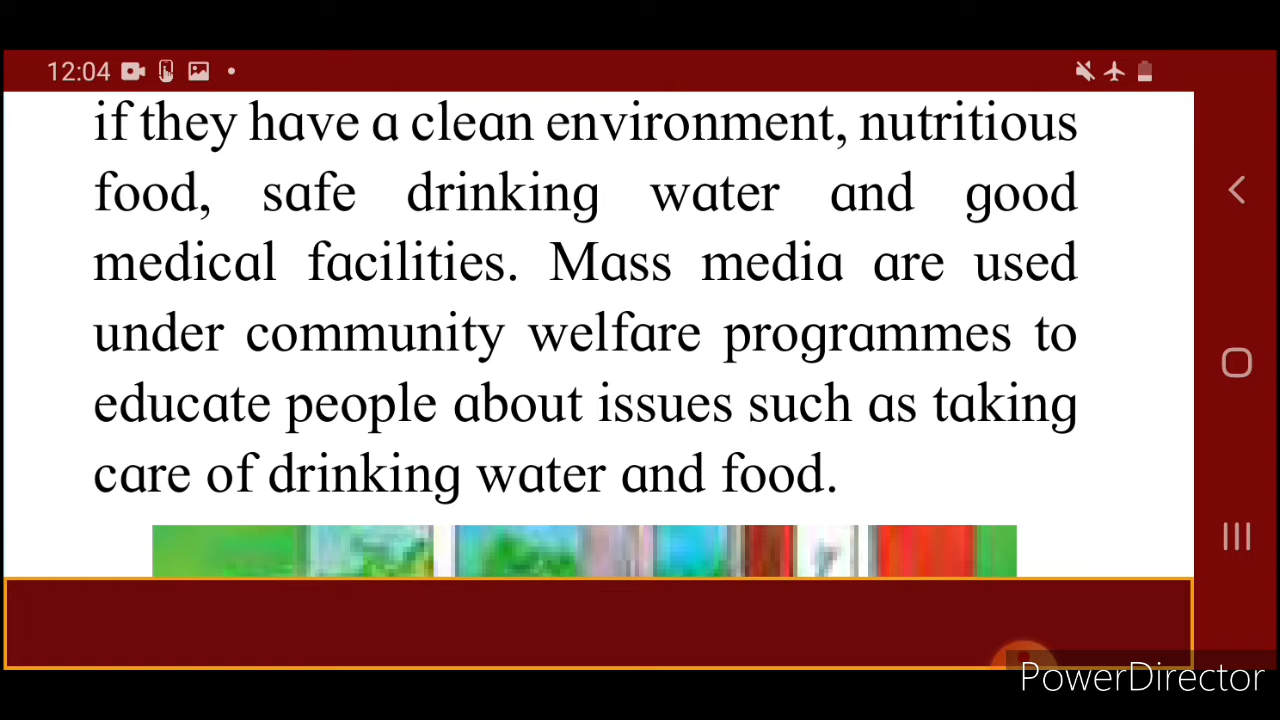 12:04
if they have a clean environment, nutritious
food, safe drinking water and good
medical facilities. Mass media are used
under community welfare programmes to
educate people about issues such as taking
care of drinking water and food.
PowerDirector